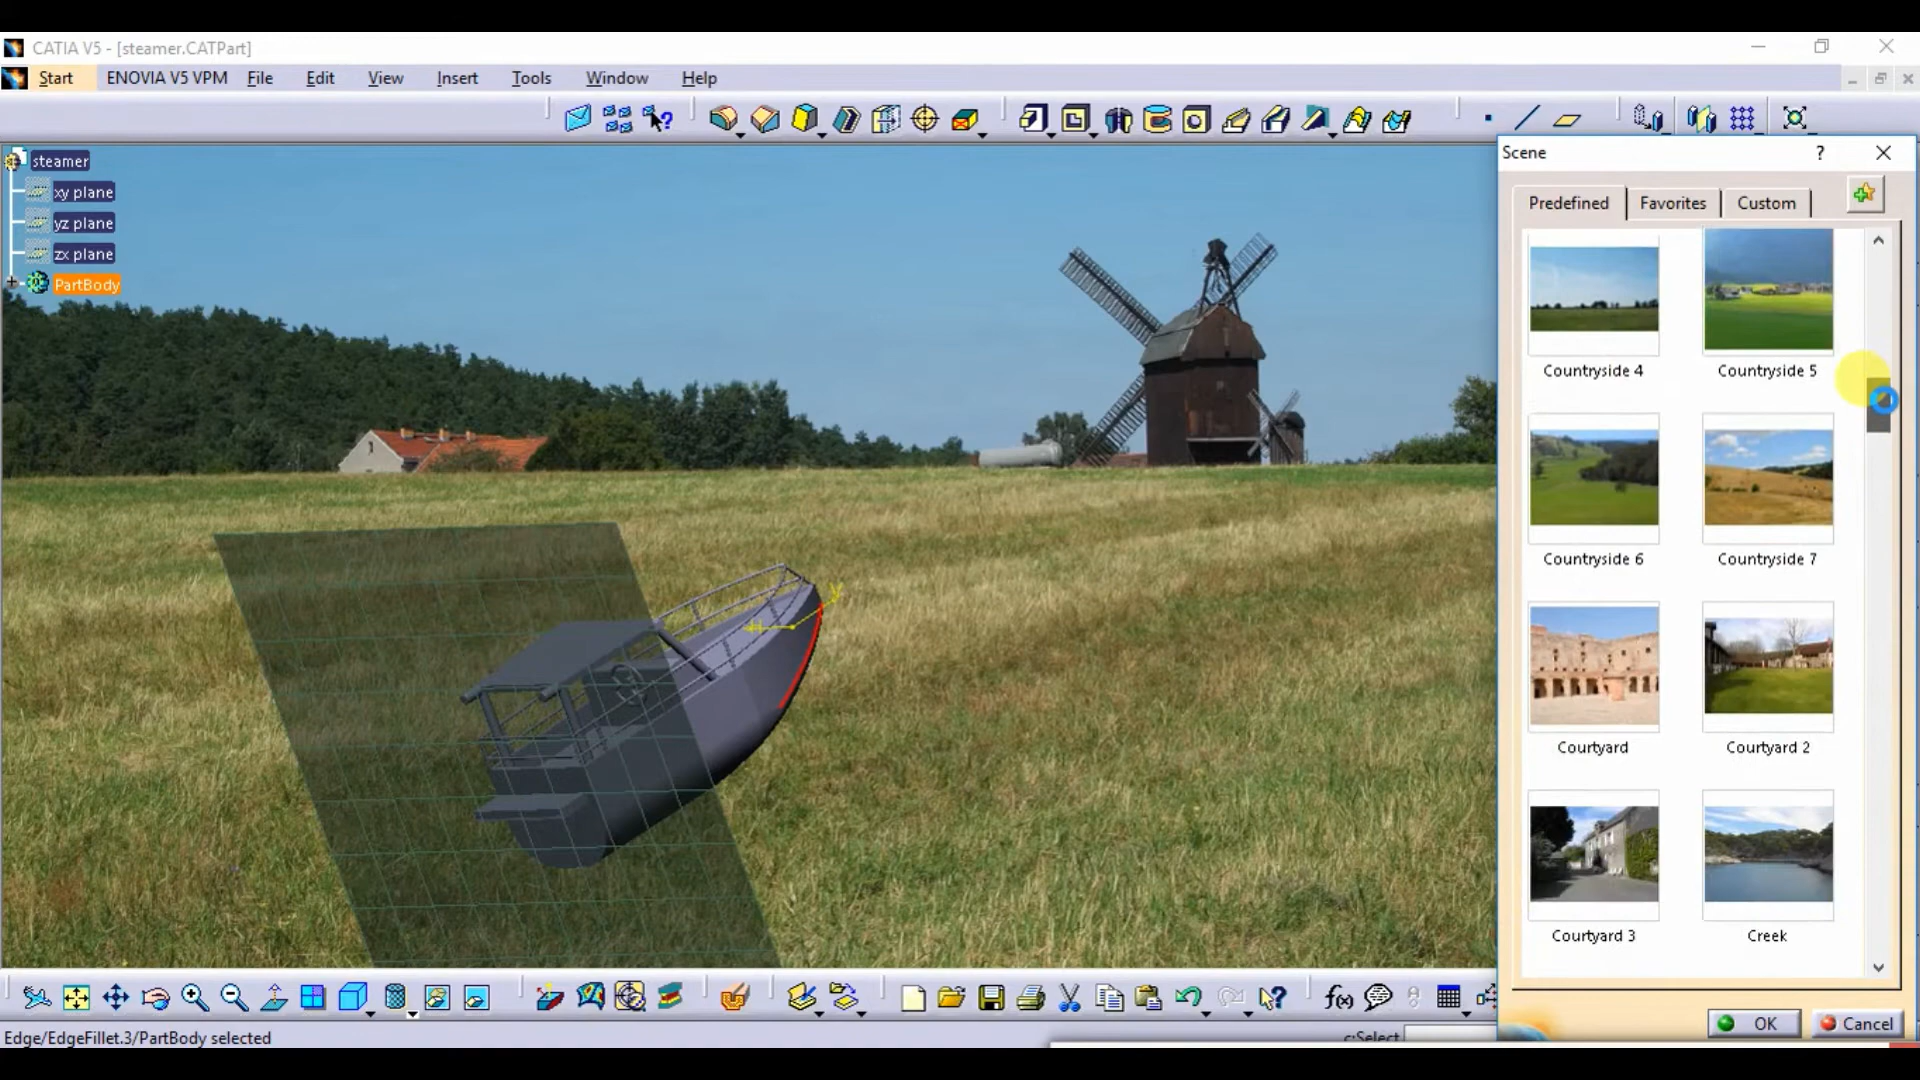 CATIA V5 - [steamer.CATPart]
Start ENOVIA V5 VPM File Edit View Insert Tools Window Help
Scene ?
Predefined Favorites Custom
steamer
xy plane
yz plane
zx plane
PartBody
Countryside 4 Countryside 5
Countryside 6 Countryside 7
Courtyard Courtyard 2
Courtyard 3 Creek
H
f(x)
OK Cancel
Edge/EdgeFillet.3/PartBody selected
c:Select